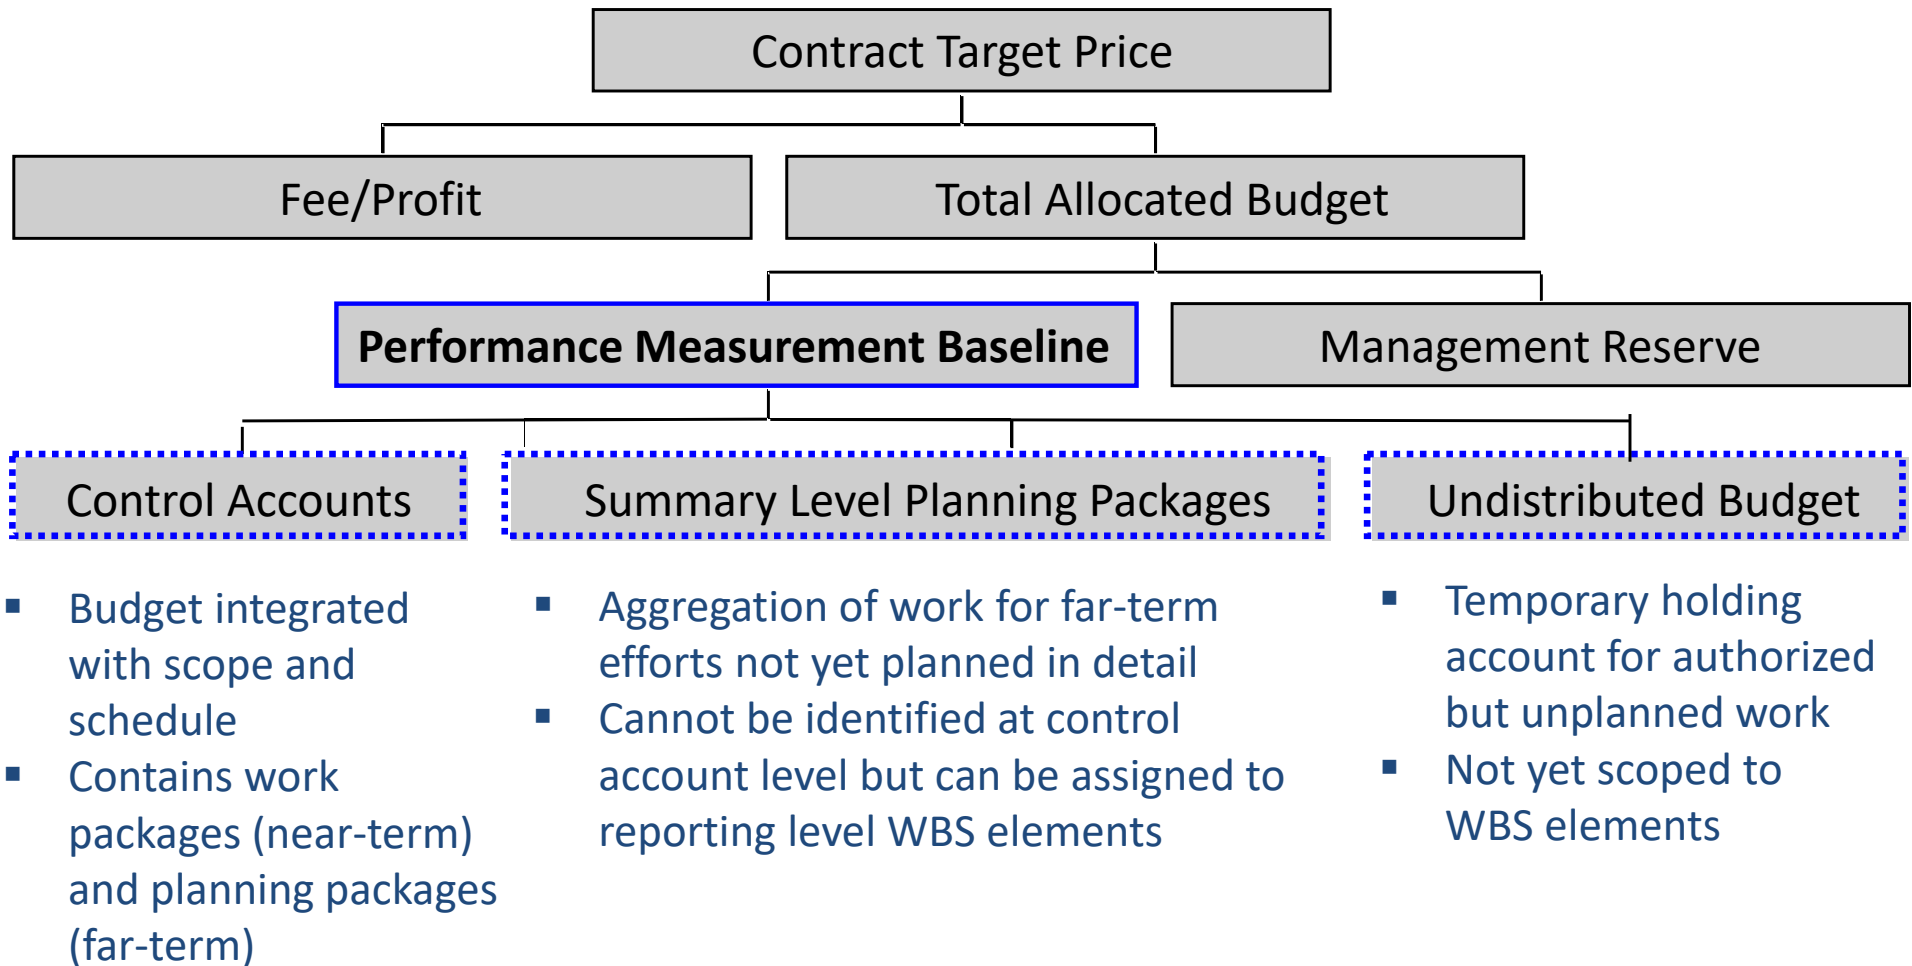 Contract Target Price
Fee/Profit
Total Allocated Budget
Performance Measurement Baseline
Management Reserve
Control Accounts
Summary Level Planning Packages
Undistributed Budget
▪ Budget integrated
with scope and
schedule
▪ Contains work
packages (near-term)
and planning packages
(far-term)
▪ Aggregation of work for far-term
efforts not yet planned in detail
▪ Cannot be identified at control
account level but can be assigned to
reporting level WBS elements
▪ Temporary holding
account for authorized
but unplanned work
▪ Not yet scoped to
WBS elements